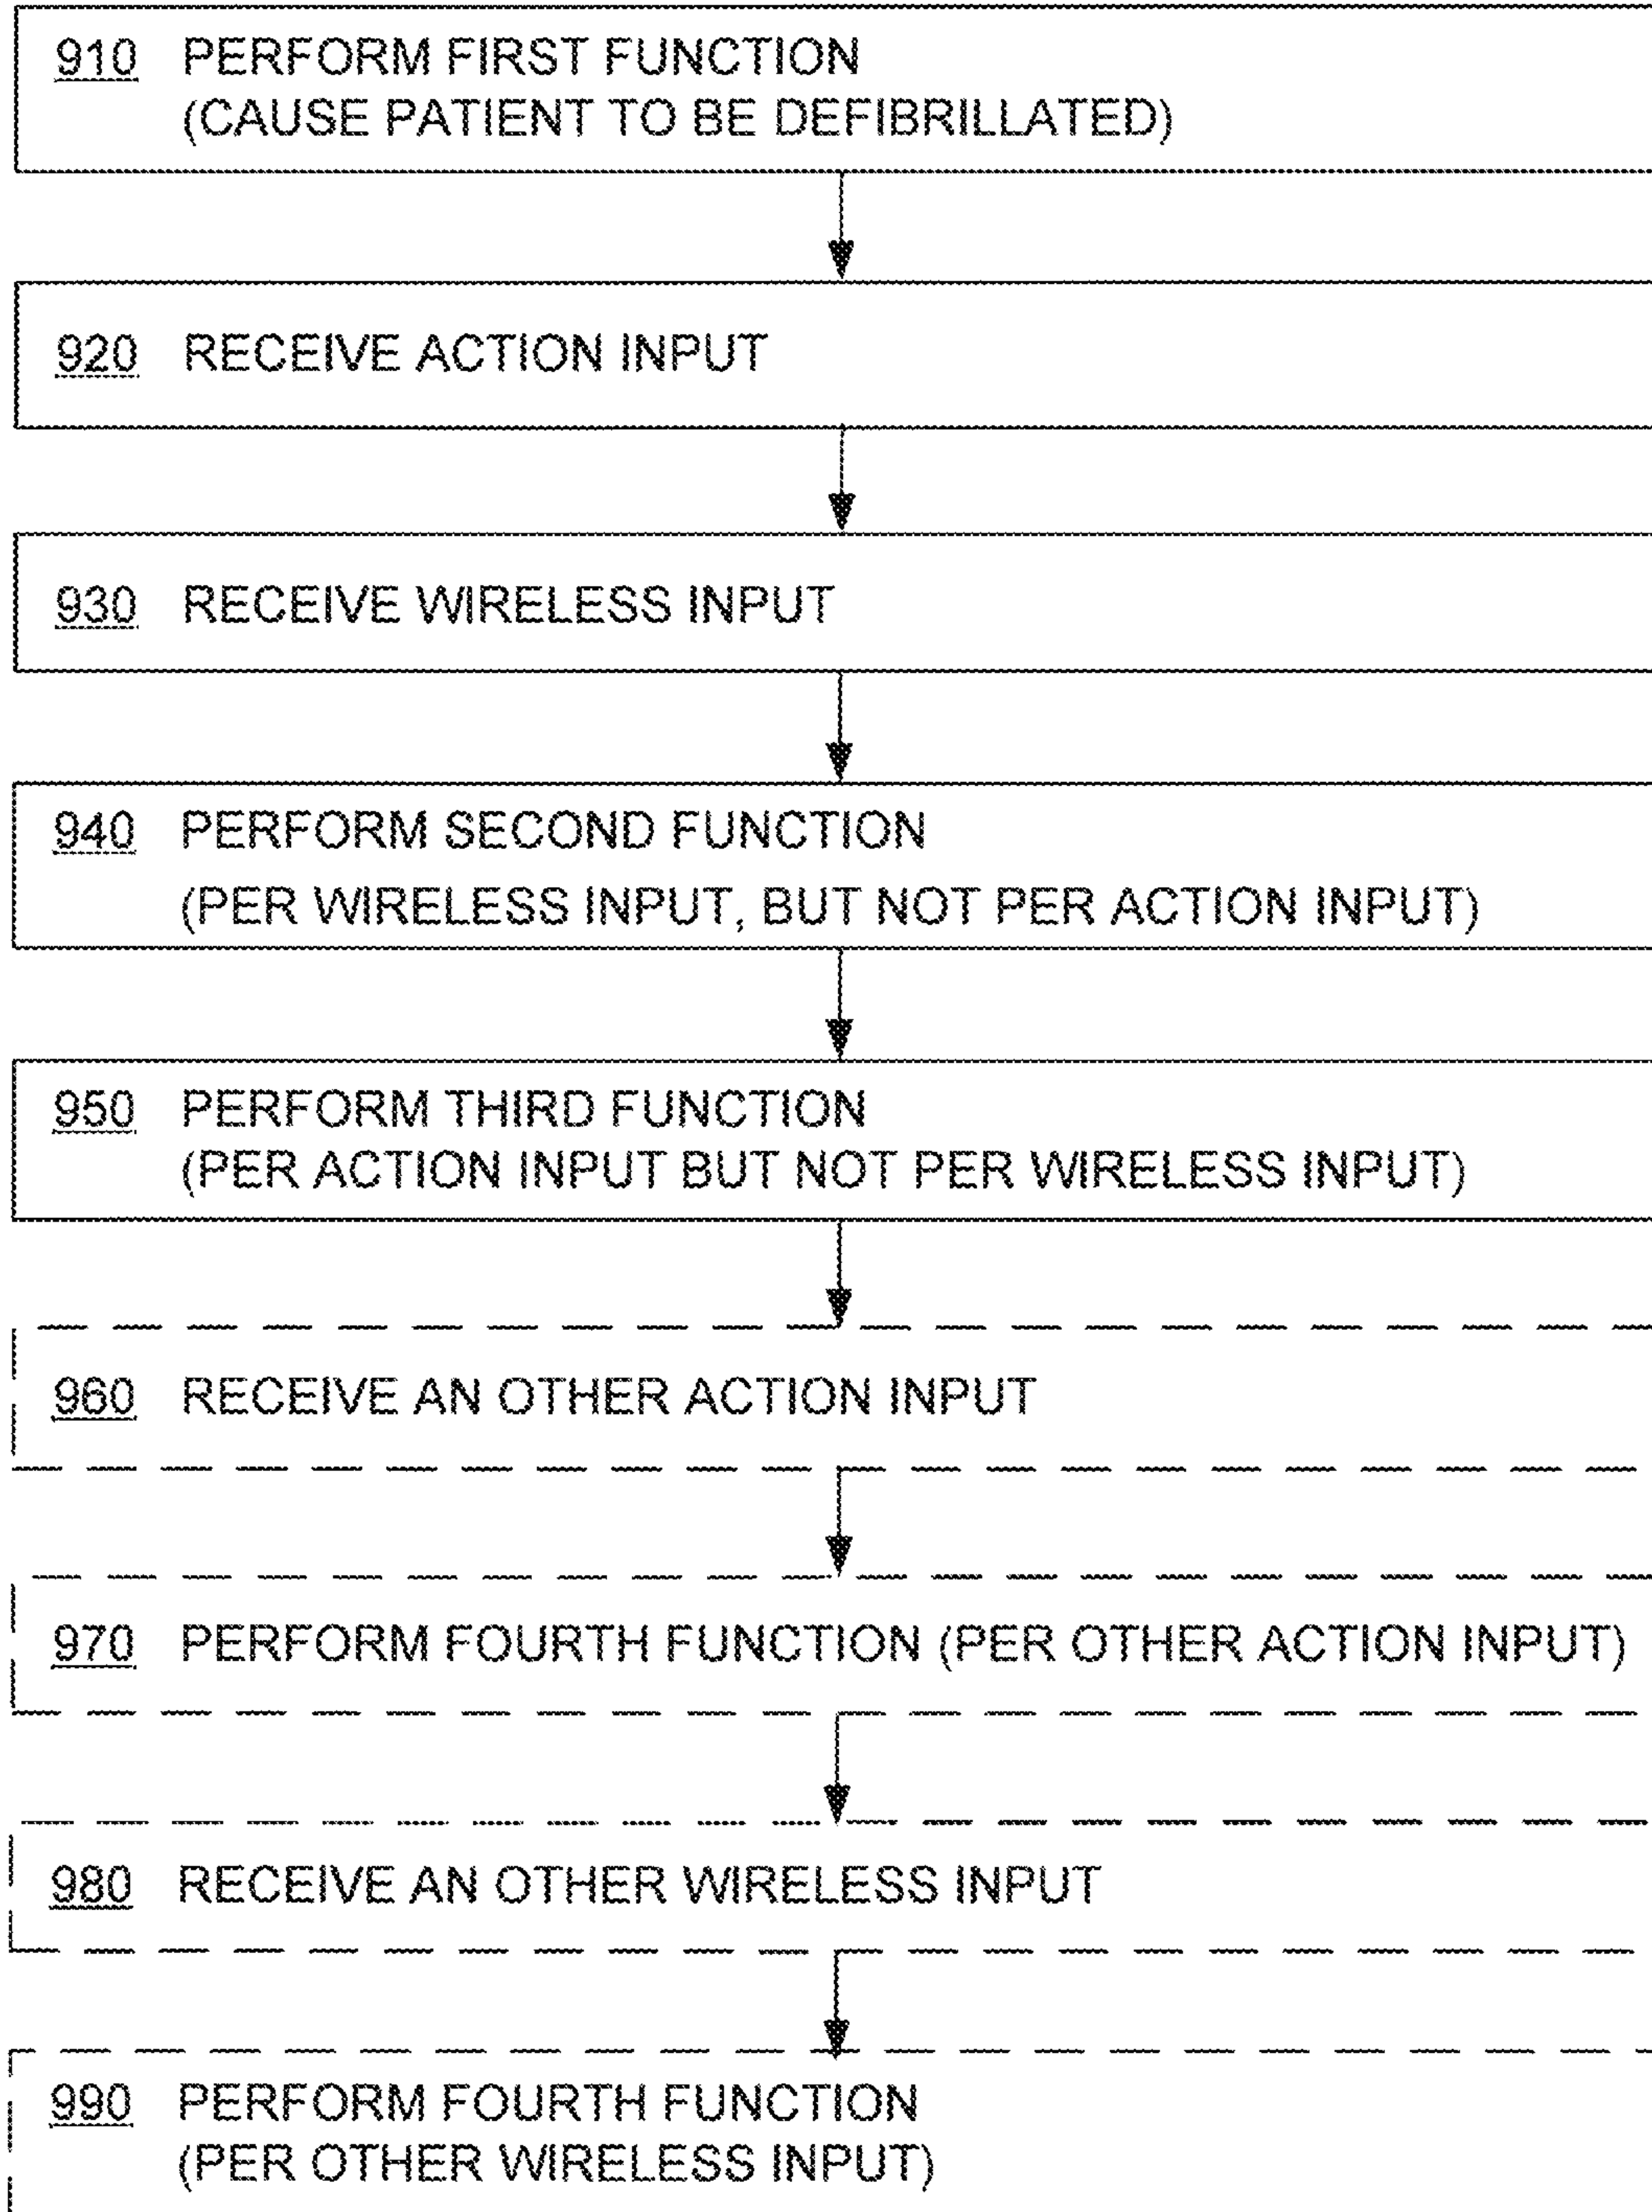 910 PERFORM FIRST FUNCTION
(CAUSE PATIENT TO BE DEFIBRILLATED)
920 RECEIVE ACTION INPUT
930 RECEIVE WIRELESS INPUT
940 PERFORM SECOND FUNCTION
(PER WIRELESS INPUT, BUT NOT PER ACTION INPUT)
950 PERFORM THIRD FUNCTION
(PER ACTION INPUT BUT NOT PER WIRELESS INPUT)
960 RECEIVE AN OTHER ACTION INPUT
970 PERFORM FOURTH FUNCTION (PER OTHER ACTION INPUT)
980 RECEIVE AN OTHER WIRELESS INPUT
990 PERFORM FOURTH FUNCTION
(PER OTHER WIRELESS INPUT)